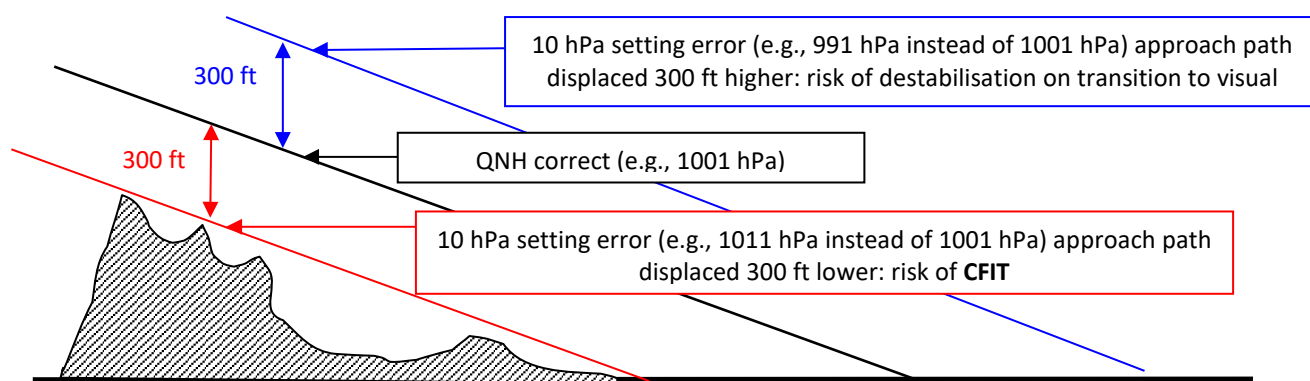 10 hPa setting error (e.g., 991 hPa instead of 1001 hPa) approach path
displaced 300 ft higher: risk of destabilisation on transition to visual
300 ft
QNH correct (e.g., 1001 hPa)
300 ft
10 hPa setting error (e.g., 1011 hPa instead of 1001 hPa) approach path
displaced 300 ft lower: risk of CFIT